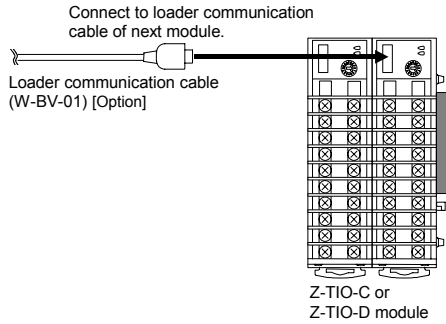 Connect to loader communication
cable of next module.
Loader communication cable
(W-BV-01) [Option]
Z-TIO-C or
Z-TIO-D module